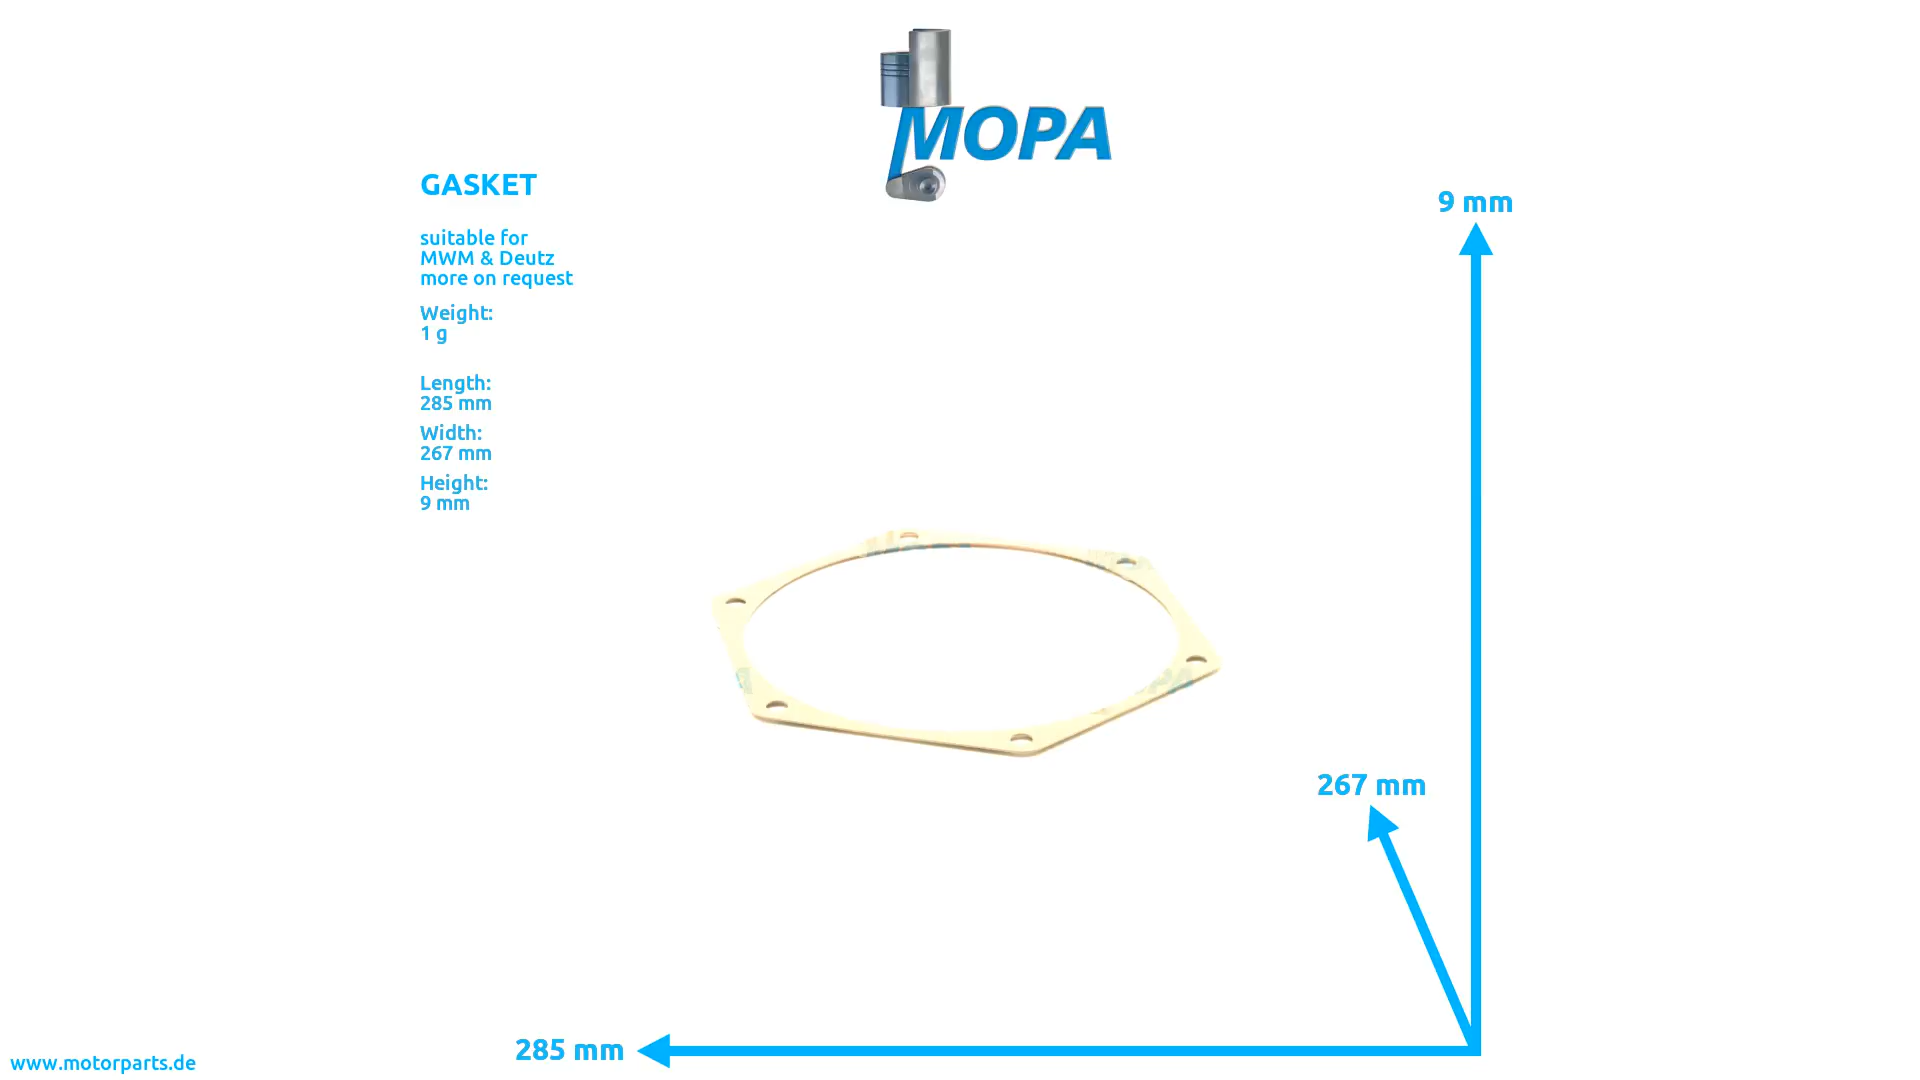 MOPA
GASKET
suitable for
MWM & Deutz
more on request
Weight:
1 g
Length:
285 mm
Width:
267 mm
Height:
9 mm
9 mm
267 mm
285 mm
www.motorparts.de